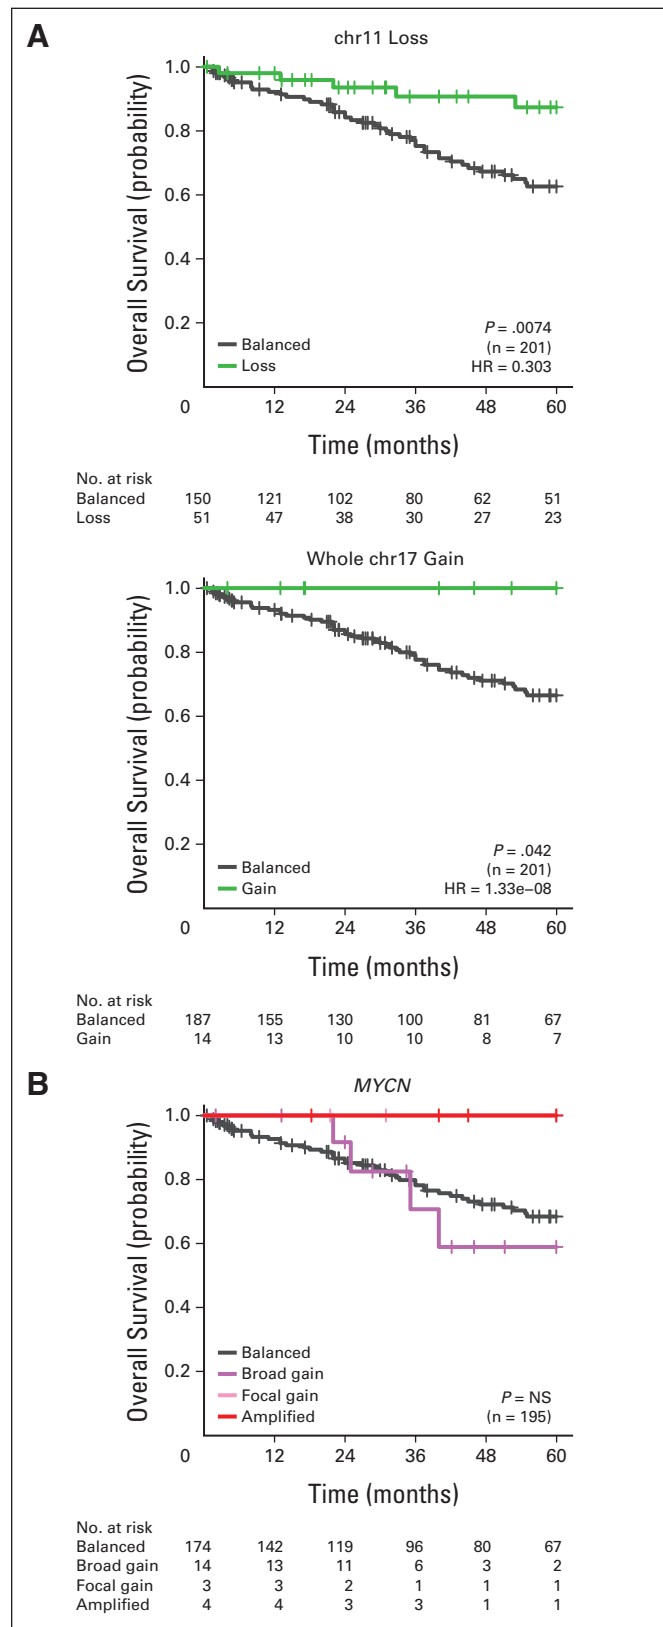 A
chr11 Loss
Overall Survival (probability)
1.0
0.8
0.6
0.4
0.2
Balanced
Loss
P = .0074
(n = 201)
HR = 0.303
0 12 24 36 48 60
Time (months)
No. at risk
Balanced 150 121 102 80 62 51
Loss 51 47 38 30 27 23
Whole chr17 Gain
Overall Survival (probability)
1.0
0.8
0.6
0.4
0.2
Balanced
Gain
P = .042
(n = 201)
HR = 1.33e–08
0 12 24 36 48 60
Time (months)
No. at risk
Balanced 187 155 130 100 81 67
Gain 14 13 10 10 8 7
B
MYCN
Overall Survival (probability)
1.0
0.8
0.6
0.4
0.2
Balanced
Broad gain
Focal gain
Amplified
P = NS
(n = 195)
0 12 24 36 48 60
Time (months)
No. at risk
Balanced 174 142 119 96 80 67
Broad gain 14 13 11 6 3 2
Focal gain 3 3 2 1 1 1
Amplified 4 4 3 3 1 1